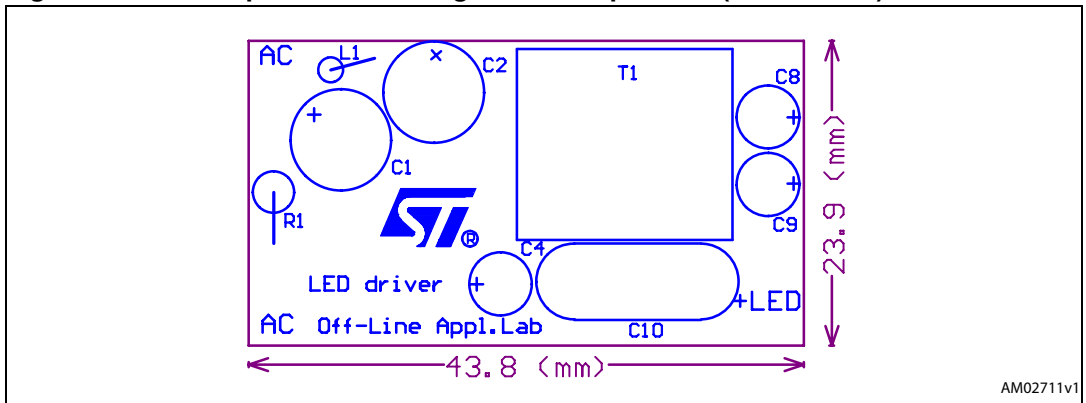 AC
L1
C2
T1
C8
C1
R1
C9
ST®
C4
LED driver
+LED
AC Off-Line Appl.Lab
C10
43.8 (mm)
23.9 (mm)
AM02711v1